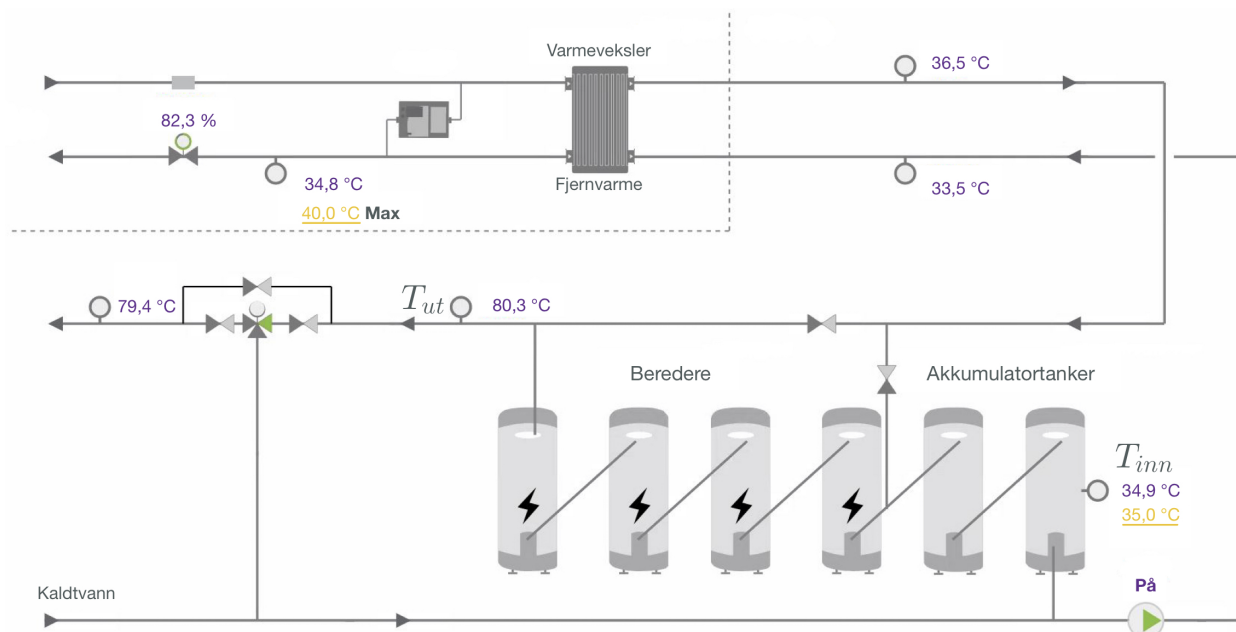 Varmeveksler
36,5 °C
82,3 %
34,8 °C
40,0 °C Max
Fjernvarme
33,5 °C
79,4 °C
T_ut
80,3 °C
Beredere
Akkumulatortanker
T_inn
34,9 °C
35,0 °C
På
Kaldtvann